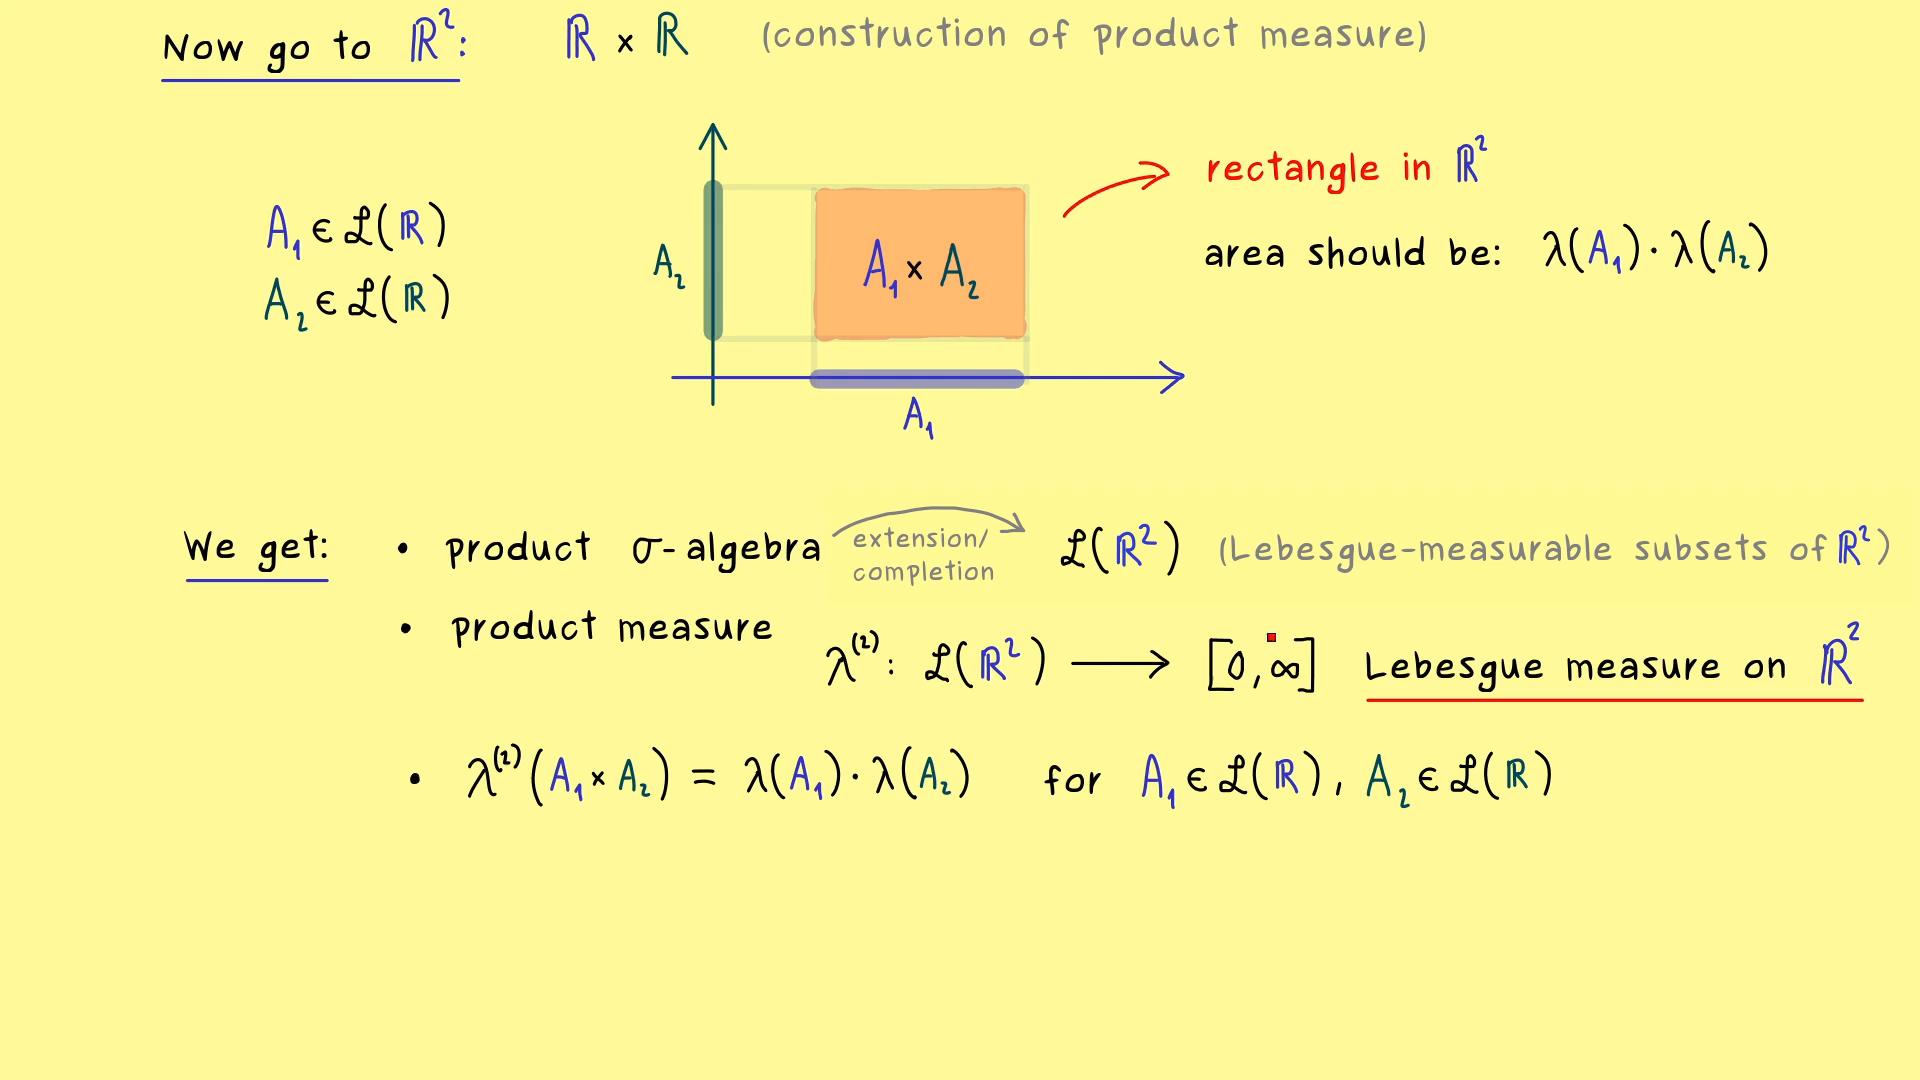 Now go to ℝ²: ℝ × ℝ (construction of product measure)
rectangle in ℝ²
A₁ ∈ ℒ(ℝ)
area should be: λ(A₁) · λ(A₂)
A₂
A₁ × A₂
A₂ ∈ ℒ(ℝ)
A₁
We get: • product σ-algebra extension/ completion ℒ(ℝ²) (Lebesgue-measurable subsets of ℝ²)
• product measure
λ⁽²⁾: ℒ(ℝ²) ⟶ [0,∞] Lebesgue measure on ℝ²
• λ⁽²⁾(A₁ × A₂) = λ(A₁) · λ(A₂) for A₁ ∈ ℒ(ℝ), A₂ ∈ ℒ(ℝ)